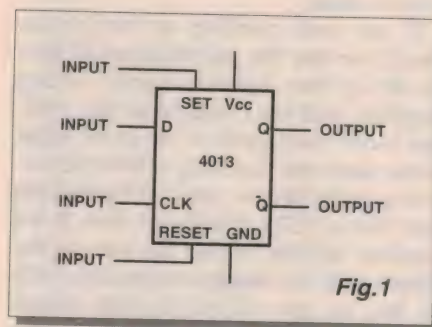 INPUT
SET Vcc
INPUT D Q OUTPUT
4013
INPUT CLK Q̄ OUTPUT
RESET GND
INPUT
Fig.1